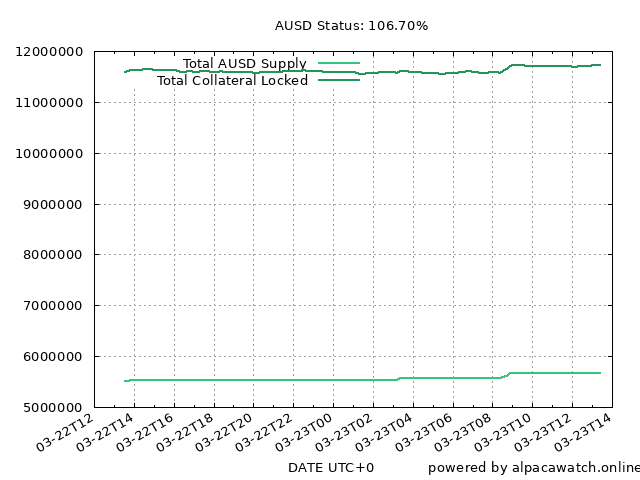 AUSD Status: 106.70%
12000000
11000000
10000000
9000000
8000000
7000000
6000000
5000000
Total AUSD Supply
Total Collateral Locked
03-22T12
03-22T14
03-22T16
03-22T18
03-22T20
03-22T22
03-23T00
03-23T02
03-23T04
03-23T06
03-23T08
03-23T10
03-23T12
03-23T14
DATE UTC+0
powered by alpacawatch.online